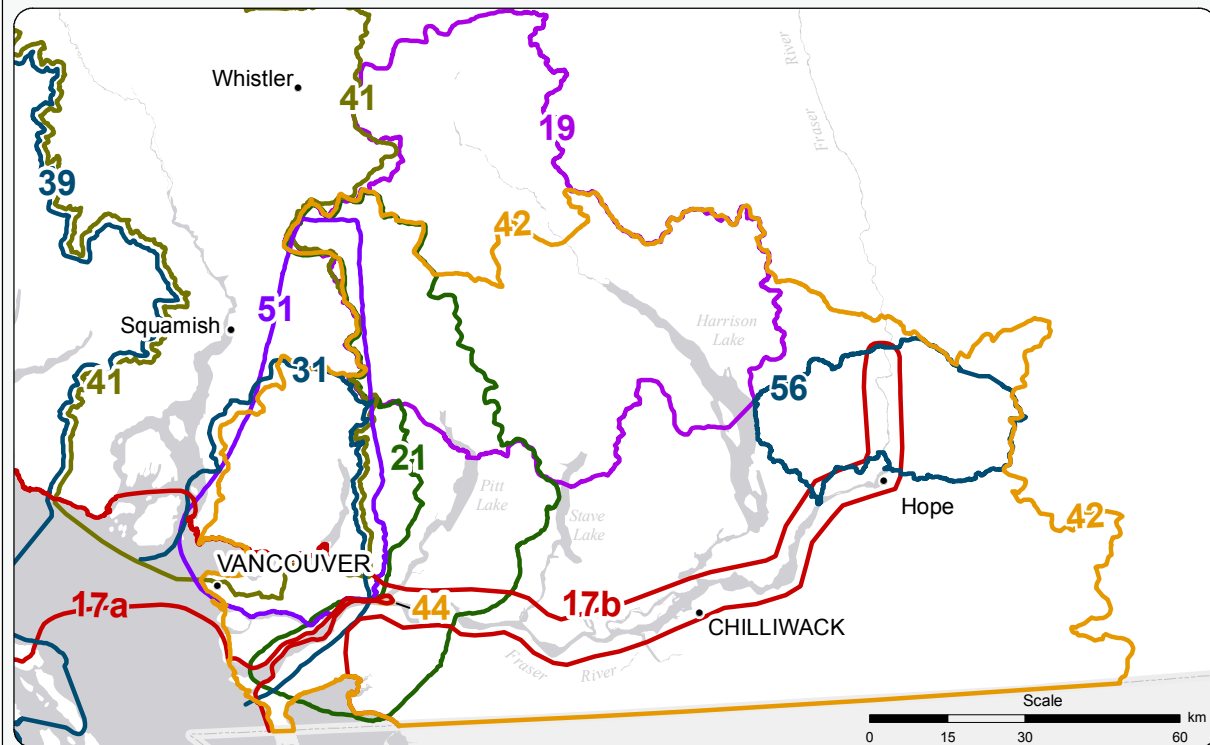 River
Fraser
Whistler
41
19
39
42
51
Squamish
Harrison
Lake
31
41
56
21
Pitt
Lake
Stave
Lake
Hope
42
VANCOUVER
17a
44
17b
CHILLIWACK
Fraser
River
Scale
km
0 15 30 60